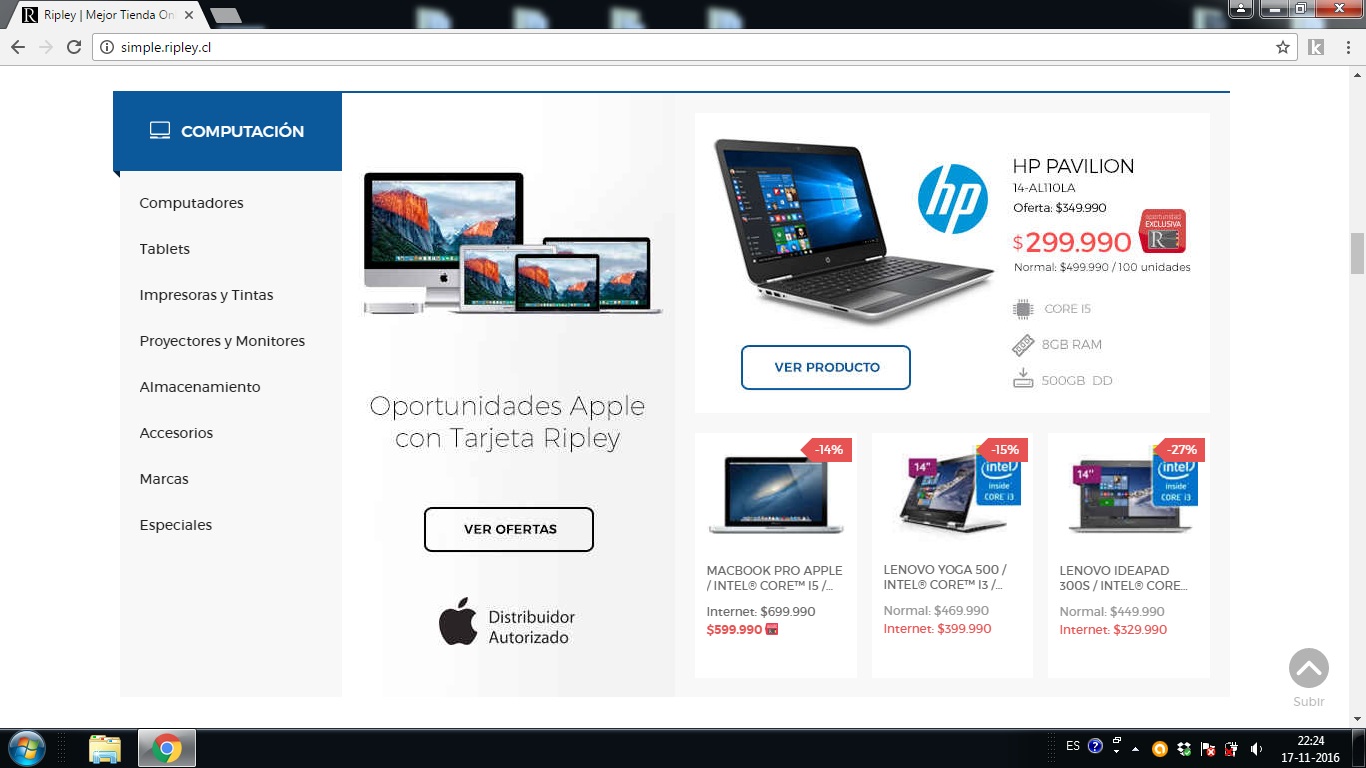 Ripley | Mejor Tienda On
simple.ripley.cl
COMPUTACIÓN
Computadores
Tablets
Impresoras y Tintas
Proyectores y Monitores
Almacenamiento
Accesorios
Marcas
Especiales
Oportunidades Apple
con Tarjeta Ripley
VER OFERTAS
Distribuidor
Autorizado
hp
HP PAVILION
14-AL110LA
Oferta: $349.990
$299.990
oportunidad
EXCLUSIVA
R
Normal: $499.990 / 100 unidades
CORE I5
8GB RAM
500GB DD
VER PRODUCTO
-14%
MACBOOK PRO APPLE
/ INTEL® CORE™ I5 /...
Internet: $699.990
$599.990
-15%
14"
intel
inside
CORE i3
LENOVO YOGA 500 /
INTEL® CORE™ I3 /...
Normal: $469.990
Internet: $399.990
-27%
14"
intel
inside
CORE i3
LENOVO IDEAPAD
300S / INTEL® CORE...
Normal: $449.990
Internet: $329.990
Subir
ES
22:24
17-11-2016